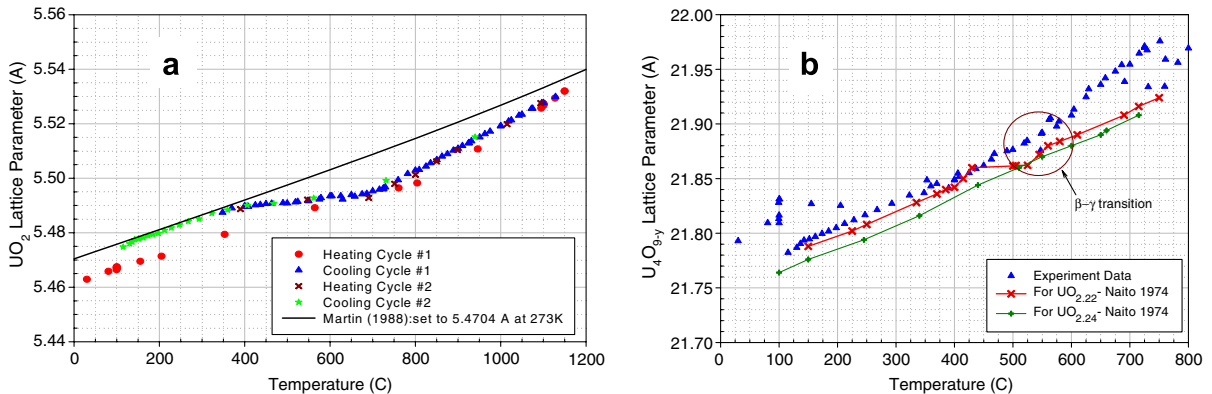 5.56
5.54
5.52
5.50
5.48
5.46
5.44
UO2 Lattice Parameter (A)
a
Heating Cycle #1
Cooling Cycle #1
Heating Cycle #2
Cooling Cycle #2
Martin (1988):set to 5.4704 A at 273K
0 200 400 600 800 1000 1200
Temperature (C)
22.00
21.95
21.90
21.85
21.80
21.75
21.70
U4O9-y Lattice Parameter (A)
b
β–γ transition
Experiment Data
For UO2.22- Naito 1974
For UO2.24- Naito 1974
0 100 200 300 400 500 600 700 800
Temperature (C)